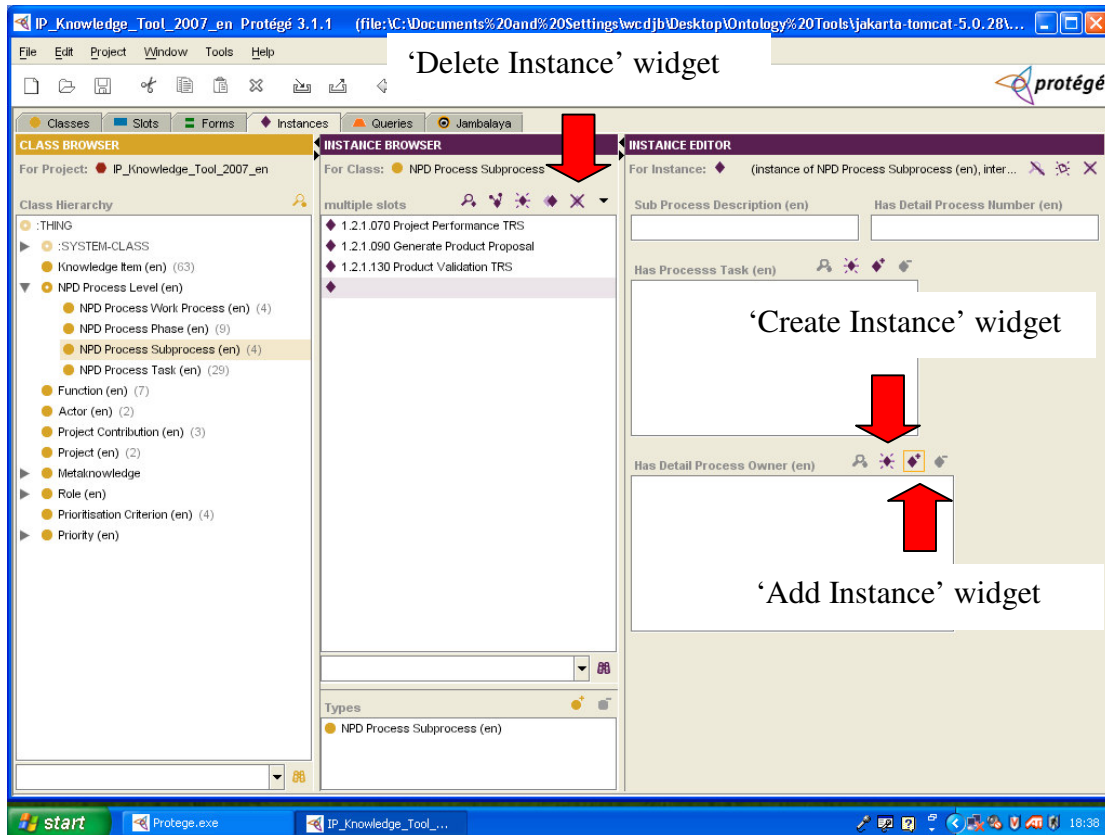 IP_Knowledge_Tool_2007_en Protégé 3.1.1 (file:\C:\Documents%20and%20Settings\wcdjb\Desktop\Ontology%20Tools\jakarta-tomcat-5.0.28\...
File Edit Project Window Tools Help
‘Delete Instance’ widget
protégé
Classes Slots Forms Instances Queries Jambalaya
CLASS BROWSER
For Project: IP_Knowledge_Tool_2007_en
Class Hierarchy
:THING
:SYSTEM-CLASS
Knowledge Item (en) (63)
NPD Process Level (en)
NPD Process Work Process (en) (4)
NPD Process Phase (en) (9)
NPD Process Subprocess (en) (4)
NPD Process Task (en) (29)
Function (en) (7)
Actor (en) (2)
Project Contribution (en) (3)
Project (en) (2)
Metaknowledge
Role (en)
Prioritisation Criterion (en) (4)
Priority (en)
INSTANCE BROWSER
For Class: NPD Process Subprocess
multiple slots
1.2.1.070 Project Performance TRS
1.2.1.090 Generate Product Proposal
1.2.1.130 Product Validation TRS
Types
NPD Process Subprocess (en)
INSTANCE EDITOR
For Instance: (instance of NPD Process Subprocess (en), inter...
Sub Process Description (en) Has Detail Process Number (en)
Has Processs Task (en)
‘Create Instance’ widget
Has Detail Process Owner (en)
‘Add Instance’ widget
start Protege.exe IP_Knowledge_Tool_... 18:38